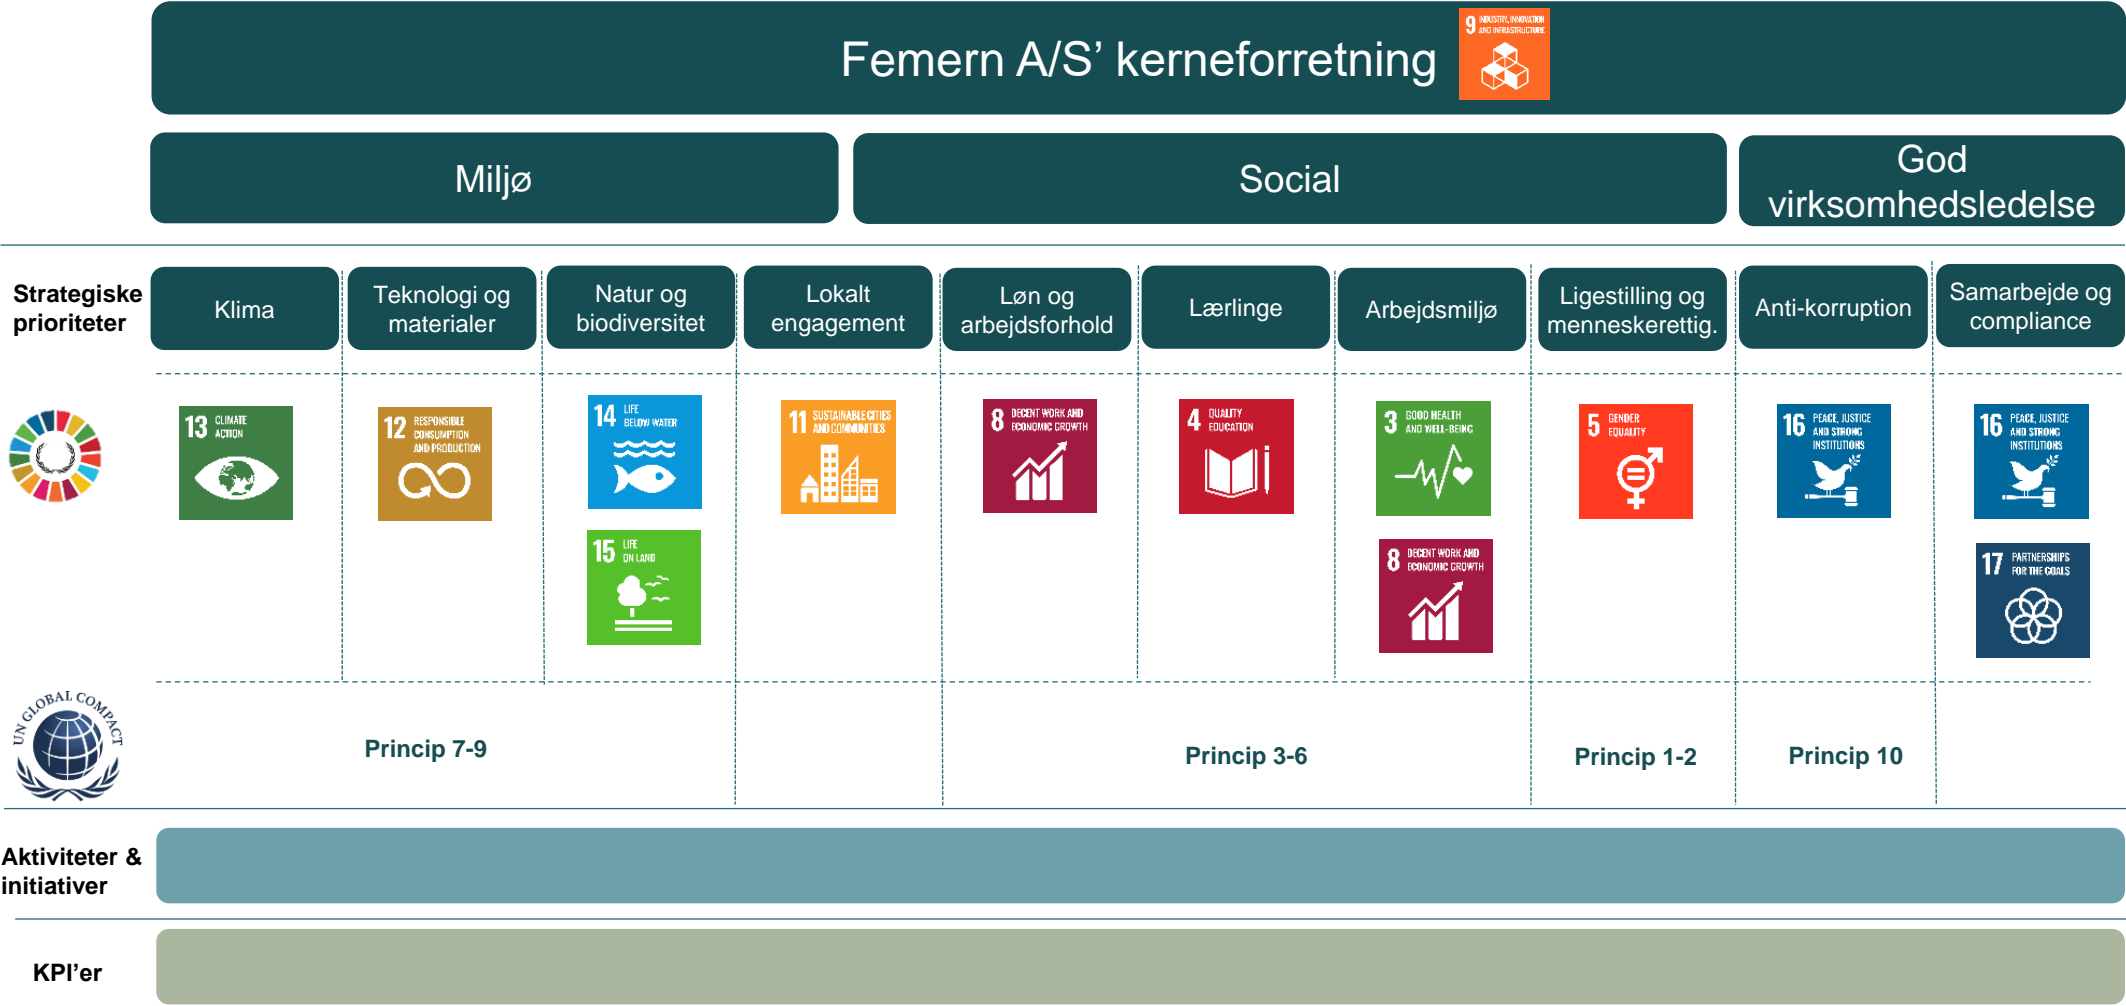 9 INDUSTRY, INNOVATION
AND INFRASTRUCTURE
Femern A/S’ kerneforretning
Miljø
Social
God
virksomhedsledelse
Strategiske
prioriteter
Klima
Teknologi og
materialer
Natur og
biodiversitet
Lokalt
engagement
Løn og
arbejdsforhold
Lærlinge
Arbejdsmiljø
Ligestilling og
menneskerettig.
Anti-korruption
Samarbejde og
compliance
13 CLIMATE
ACTION
12 RESPONSIBLE
CONSUMPTION
AND PRODUCTION
14 LIFE
BELOW WATER
15 LIFE
ON LAND
11 SUSTAINABLE CITIES
AND COMMUNITIES
8 DECENT WORK AND
ECONOMIC GROWTH
4 QUALITY
EDUCATION
3 GOOD HEALTH
AND WELL-BEING
8 DECENT WORK AND
ECONOMIC GROWTH
5 GENDER
EQUALITY
16 PEACE, JUSTICE
AND STRONG
INSTITUTIONS
16 PEACE, JUSTICE
AND STRONG
INSTITUTIONS
17 PARTNERSHIPS
FOR THE GOALS
UN GLOBAL COMPACT
Princip 7-9
Princip 3-6
Princip 1-2
Princip 10
Aktiviteter &
initiativer
KPI’er